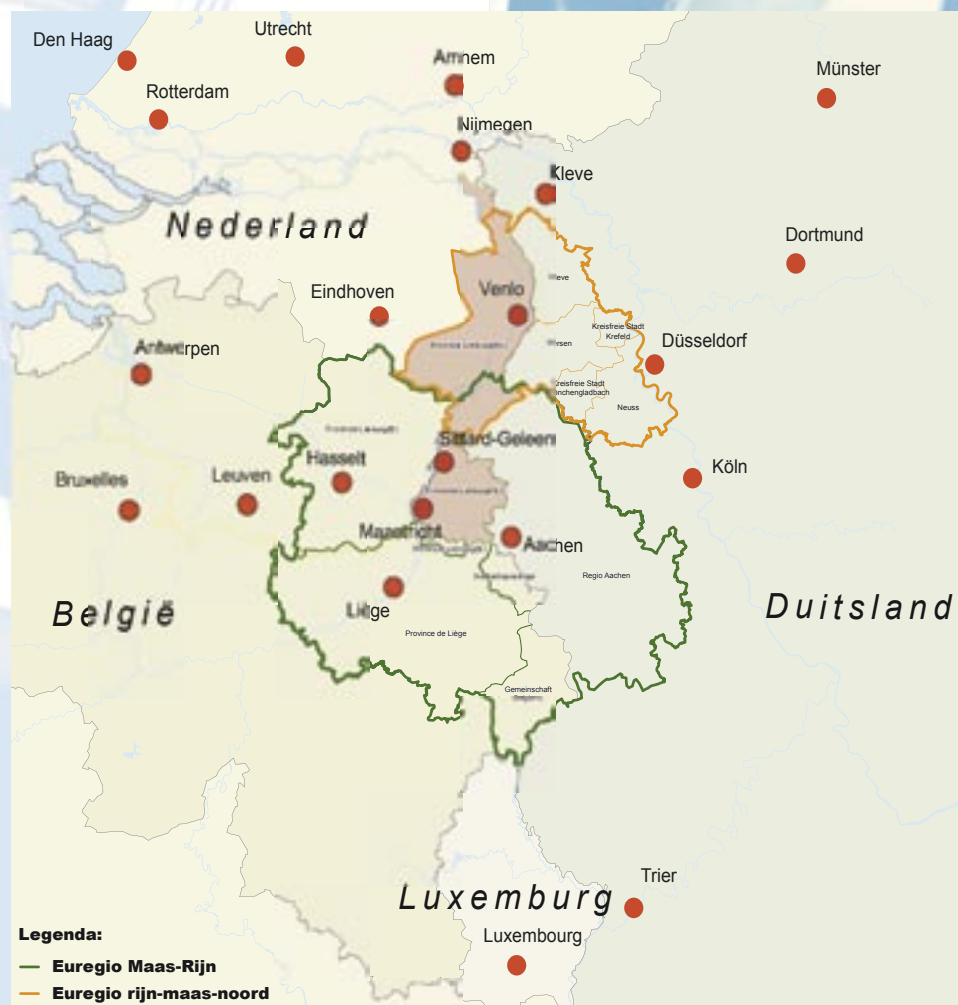 Den Haag
Utrecht
Arnhem
Münster
Rotterdam
Nijmegen
Kleve
Nederland
Dortmund
Eindhoven
Venlo
Kreisfreie Stadt
Krefeld
Antwerpen
Düsseldorf
Kreisfreie Stadt
Neuss
Sittard-Geleen
Hasselt
Leuven
Bruxelles
Köln
Maastricht
Aachen
Regio Aachen
Liège
België
Duitsland
Province de Liège
Gemeinschaft
Trier
Luxemburg
Luxembourg
Legenda:
Euregio Maas-Rijn
Euregio rijn-maas-noord